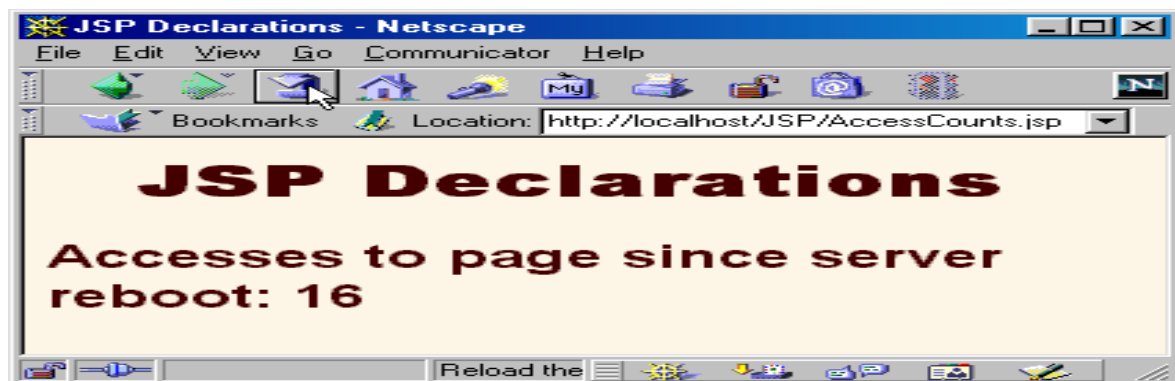 JSP Declarations - Netscape
File Edit View Go Communicator Help
My N
Bookmarks Location: http://localhost/JSP/AccessCounts.jsp
JSP Declarations
Accesses to page since server
reboot: 16
Reload the